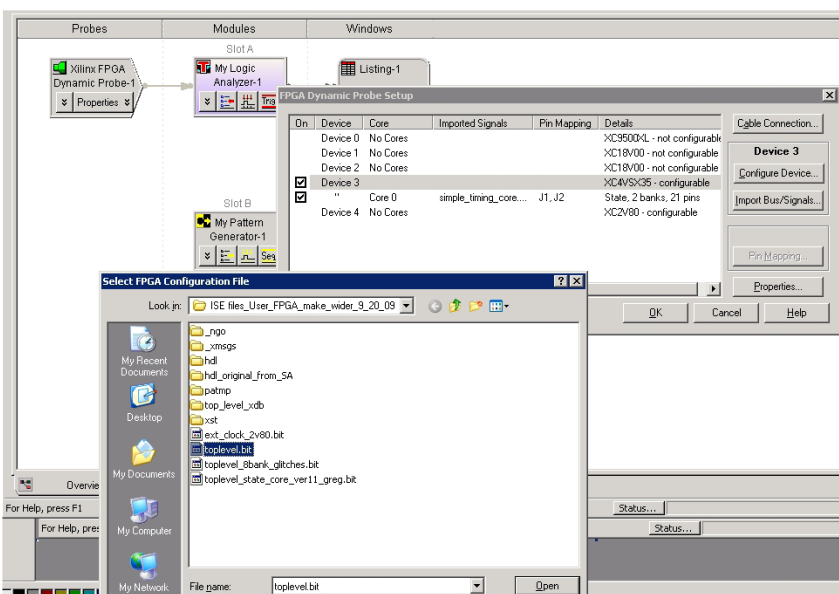 Probes Modules Windows
Slot A
Xilinx FPGA
Dynamic Probe-1
Properties
My Logic
Analyzer-1
Listing-1
Slot B
My Pattern
Generator-1
Seq
FPGA Dynamic Probe Setup
On Device Core Imported Signals Pin Mapping Details
Device 0 No Cores XC9500XL - not configurable
Device 1 No Cores XC18V00 - not configurable
Device 2 No Cores XC18V00 - not configurable
Device 3 XC4VSX35 - configurable
" Core 0 simple_timing_core.... J1, J2 State, 2 banks, 21 pins
Device 4 No Cores XC2V80 - configurable
Cable Connection...
Device 3
Configure Device...
Import Bus/Signals...
Pin Mapping...
Properties...
OK Cancel Help
Select FPGA Configuration File
Look in: ISE files_User_FPGA_make_wider_9_20_09
My Recent
Documents
Desktop
My Documents
My Computer
My Network
_ngo
_xmsgs
hdl
hdl_original_from_SA
patmp
top_level_xdb
xst
ext_clock_2v80.bit
toplevel.bit
toplevel_8bank_glitches.bit
toplevel_state_core_ver11_greg.bit
File name: toplevel.bit Open
Overvie
For Help, press F1 Status...
For Help, pres Status...